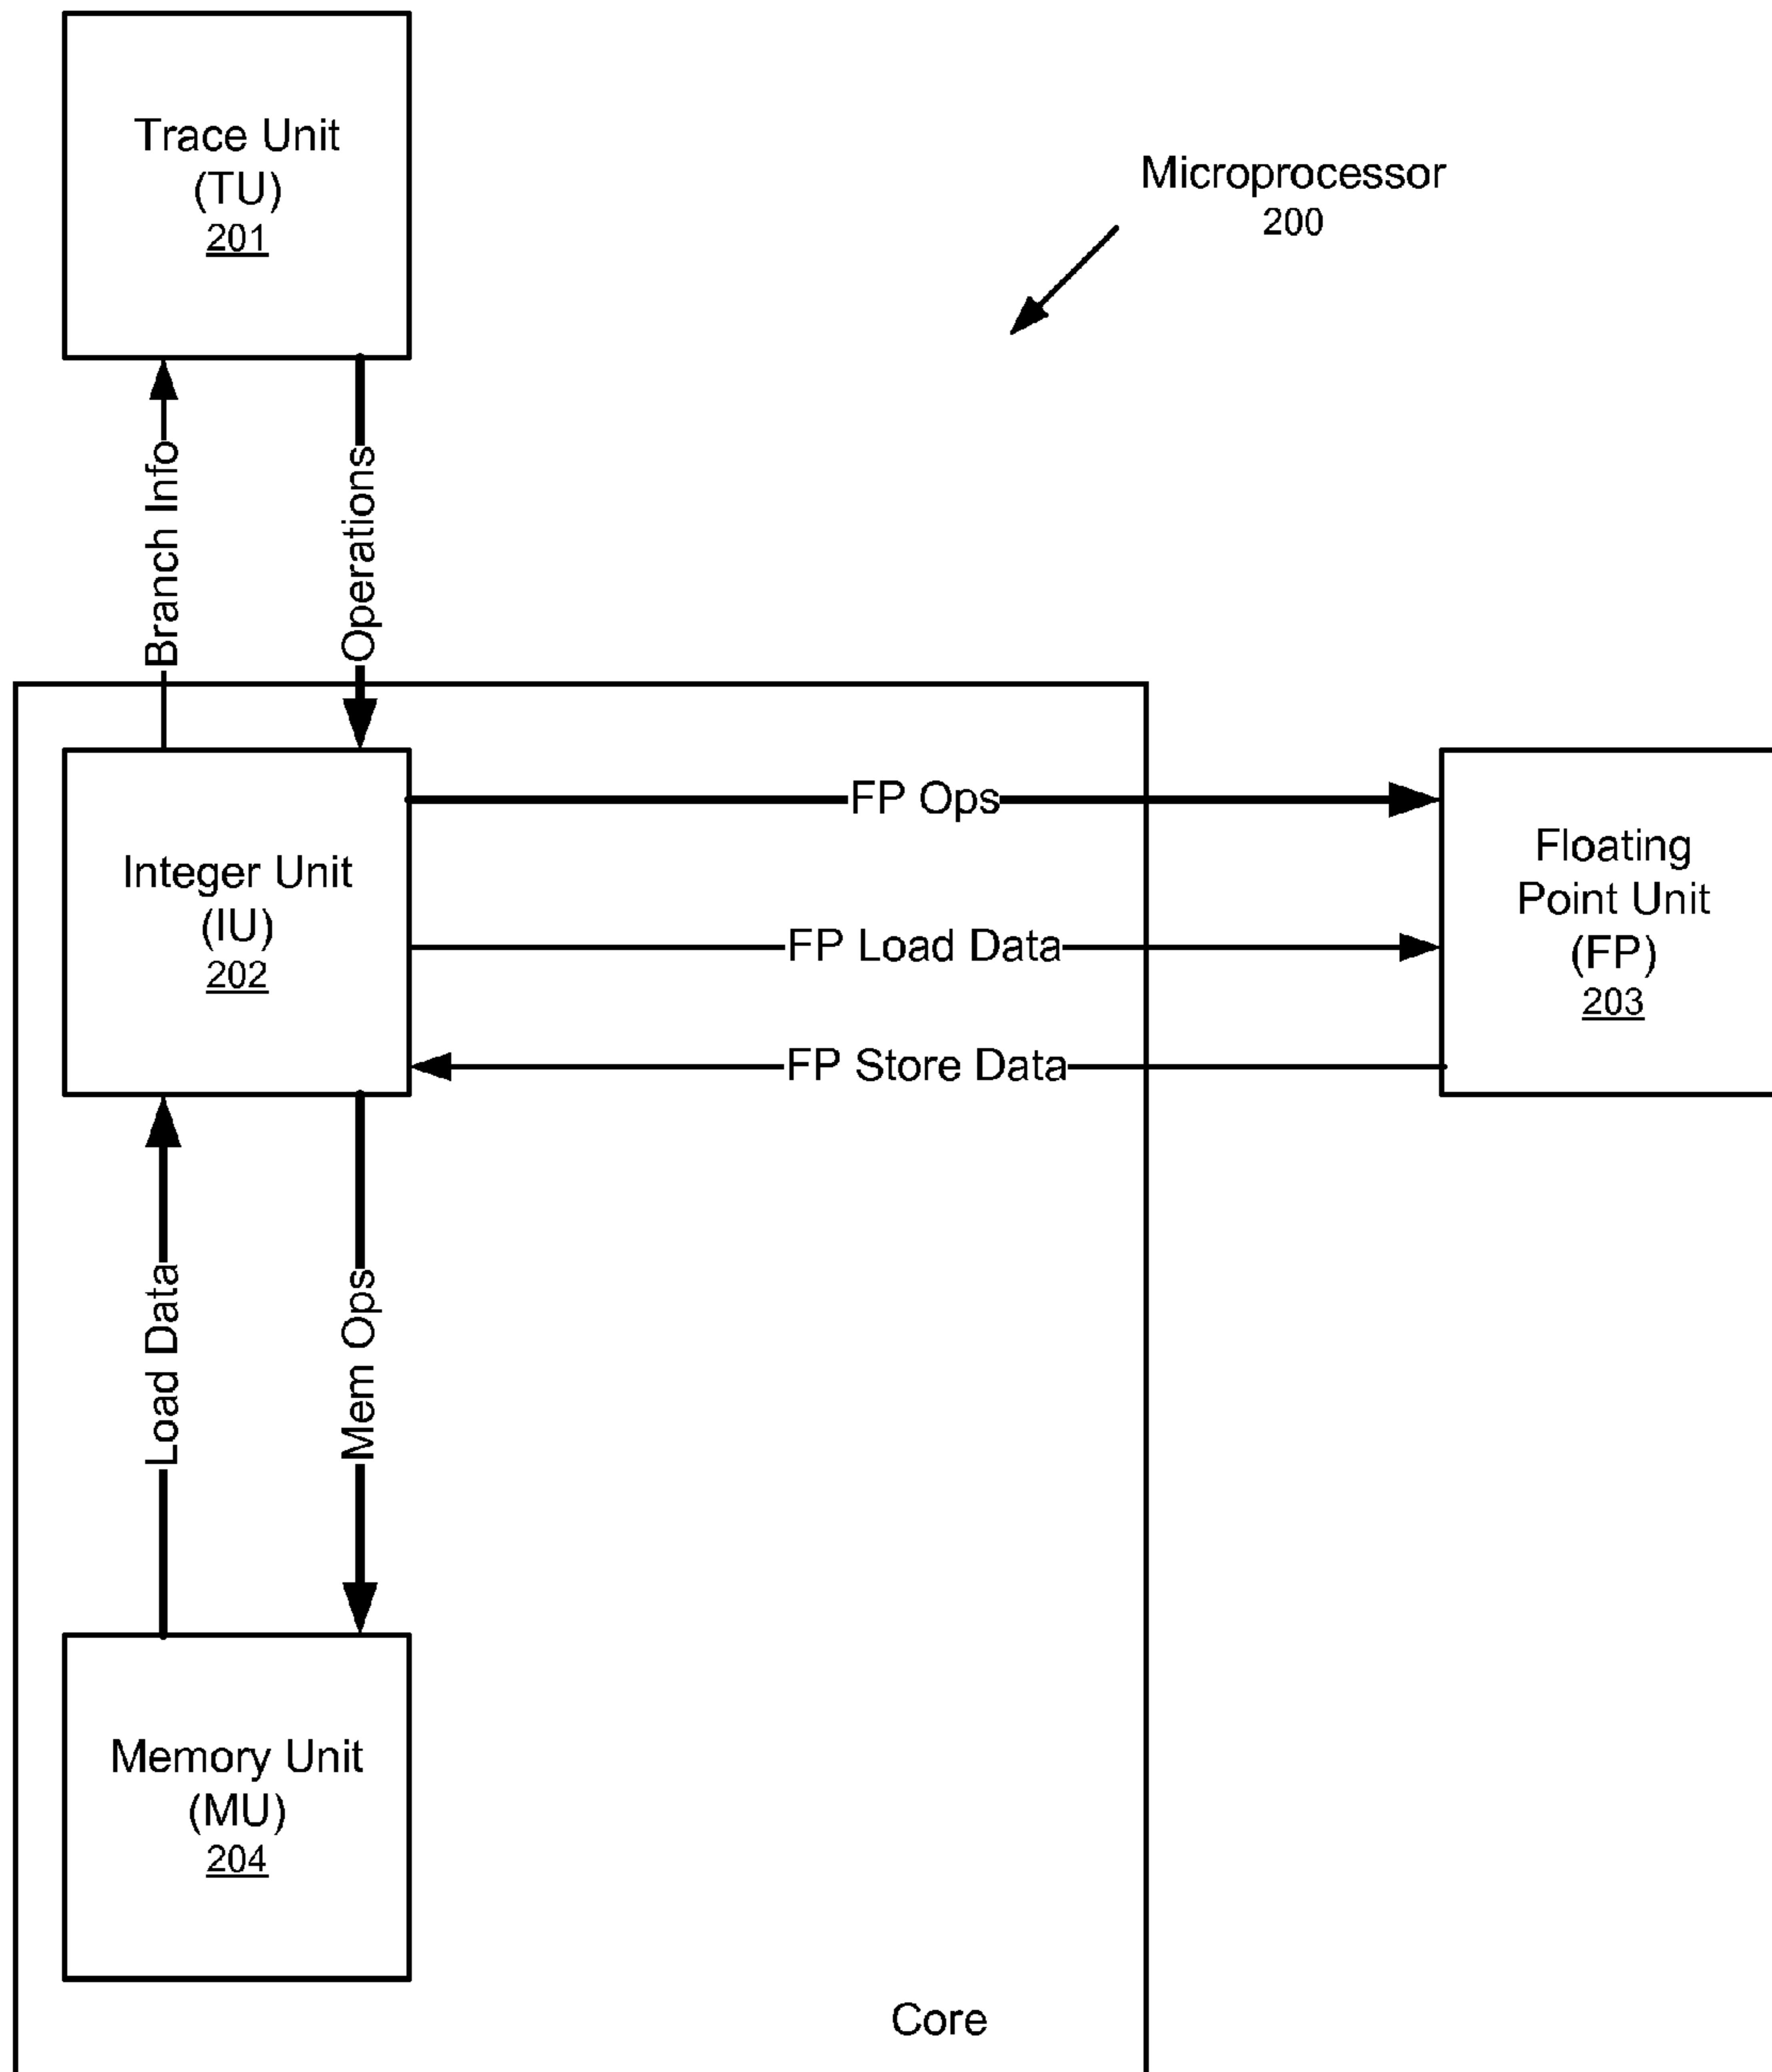 Trace Unit
(TU)
201
Microprocessor
200
Branch Info
Operations
Integer Unit
(IU)
202
FP Ops
FP Load Data
FP Store Data
Floating
Point Unit
(FP)
203
Load Data
Mem Ops
Memory Unit
(MU)
204
Core